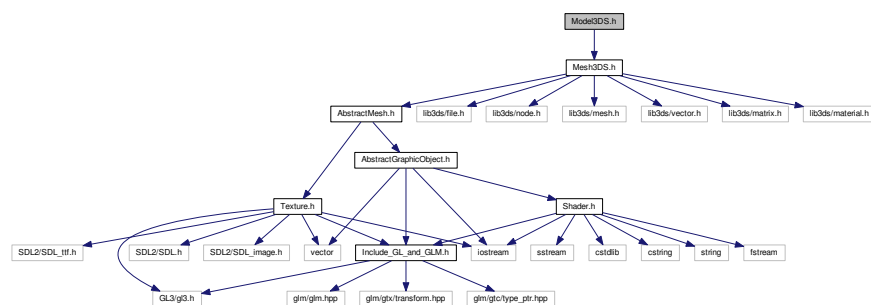 Model3DS.h
Mesh3DS.h
AbstractMesh.h
lib3ds/file.h
lib3ds/node.h
lib3ds/mesh.h
lib3ds/vector.h
lib3ds/matrix.h
lib3ds/material.h
AbstractGraphicObject.h
Texture.h
Shader.h
SDL2/SDL_ttf.h
SDL2/SDL.h
SDL2/SDL_image.h
vector
Include_GL_and_GLM.h
iostream
sstream
cstdlib
cstring
string
fstream
GL3/gl3.h
glm/glm.hpp
glm/gtx/transform.hpp
glm/gtc/type_ptr.hpp